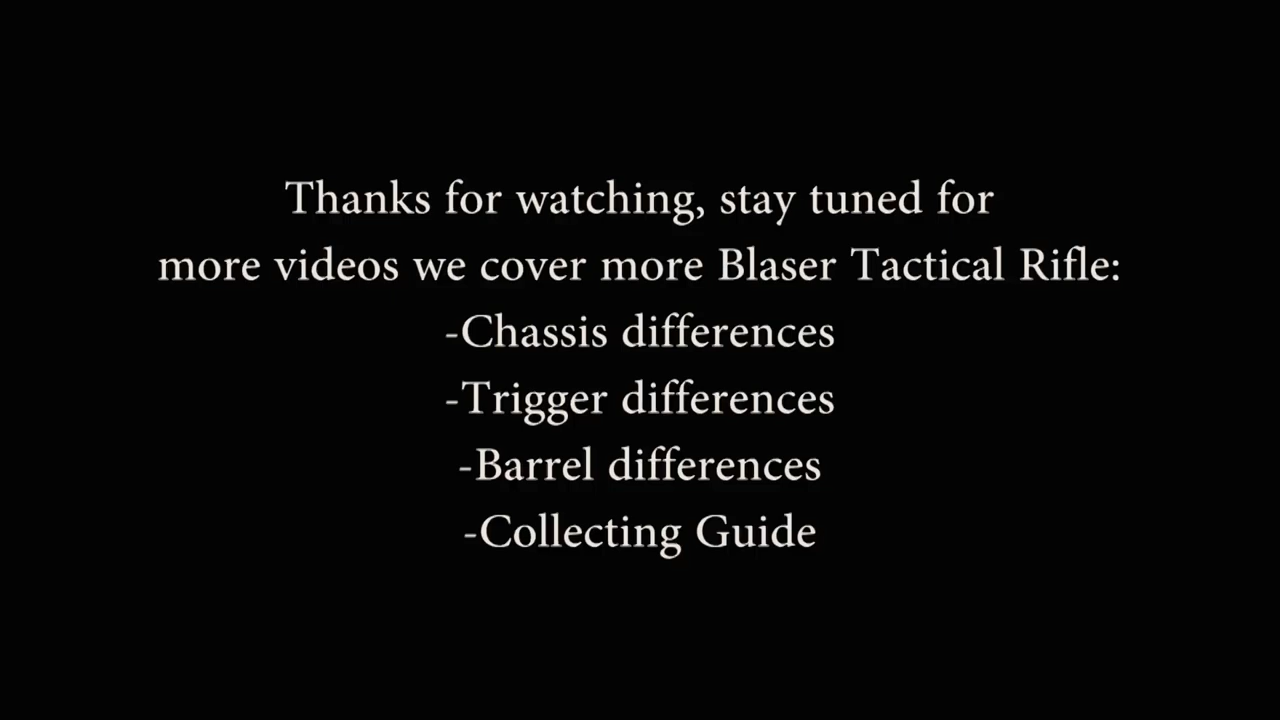 Thanks for watching, stay tuned for
more videos we cover more Blaser Tactical Rifle:
-Chassis differences
-Trigger differences
-Barrel differences
-Collecting Guide